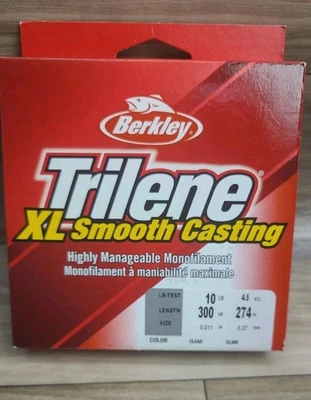 Berkley
Trilene®
XL Smooth Casting
Highly Manageable Monofilament
Monofilament à maniabilité maximale
LB-TEST 10 LB 4.5 KG
LENGTH 300 yd 274 m
SIZE 0.011 in 0.27 mm
COLOR CLEAR CLAIR